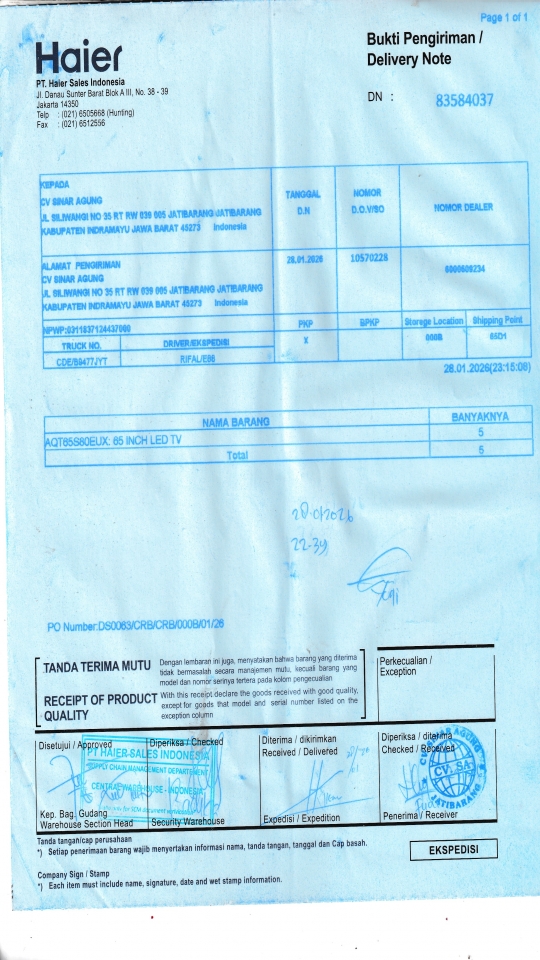 Page 1 of 1
Haier
Bukti Pengiriman /
Delivery Note
PT. Haier Sales Indonesia
Jl. Danau Sunter Barat Blok A III, No. 38 - 39
Jakarta 14350
Telp : (021) 6505668 (Hunting)
Fax : (021) 6512556
DN : 83584037
KEPADA
CV SINAR AGUNG
JL SILIWANGI NO 35 RT RW 039 005 JATIBARANG JATIBARANG
KABUPATEN INDRAMAYU JAWA BARAT 45273 Indonesia
TANGGAL
D.N
NOMOR
D.O.V/SO
NOMOR DEALER
ALAMAT PENGIRIMAN
CV SINAR AGUNG
JL SILIWANGI NO 35 RT RW 039 005 JATIBARANG JATIBARANG
KABUPATEN INDRAMAYU JAWA BARAT 45273 Indonesia
28.01.2026
10570228
NPWP:0311837124437000
PKP
BPKP
Storege Location
Shipping Point
TRUCK NO.
DRIVER/EKSPEDISI
X
000B
65D1
CDE/B9477JYT
RIFAL/E66
28.01.2026(23:15:08)
NAMA BARANG
BANYAKNYA
AQT65S80EUX: 65 INCH LED TV
5
Total
5
22-39
PO Number:DS0063/CRB/CRB/000B/01/26
TANDA TERIMA MUTU
Dengan lembaran ini juga, menyatakan bahwa barang yang diterima
tidak bermasalah secara manajemen mutu, kecuali barang yang
model dan nomor serinya tertera pada kolom pengecualian
RECEIPT OF PRODUCT
QUALITY
With this receipt declare the goods received with good quality,
except for goods that model and serial number listed on the
exception column
Perkecualian /
Exception
Disetujui / Approved
Diperiksa / Checked
Diterima / dikirimkan
Received / Delivered
Diperiksa / diterima
Checked / Received
PT HAIER SALES INDONESIA
SUPPLY CHAIN MANAGEMENT DEPARTEMENT
CENTRAL WAREHOUSE - INDONESIA
CV. SA
JATIBARANG
Kep. Bag. Gudang
Warehouse Section Head
Security Warehouse
Expedisi / Expedition
Penerima / Receiver
Tanda tangan/cap perusahaan
*) Setiap penerimaan barang wajib menyertakan informasi nama, tanda tangan, tanggal dan Cap basah.
EKSPEDISI
Company Sign / Stamp
*) Each item must include name, signature, date and wet stamp information.